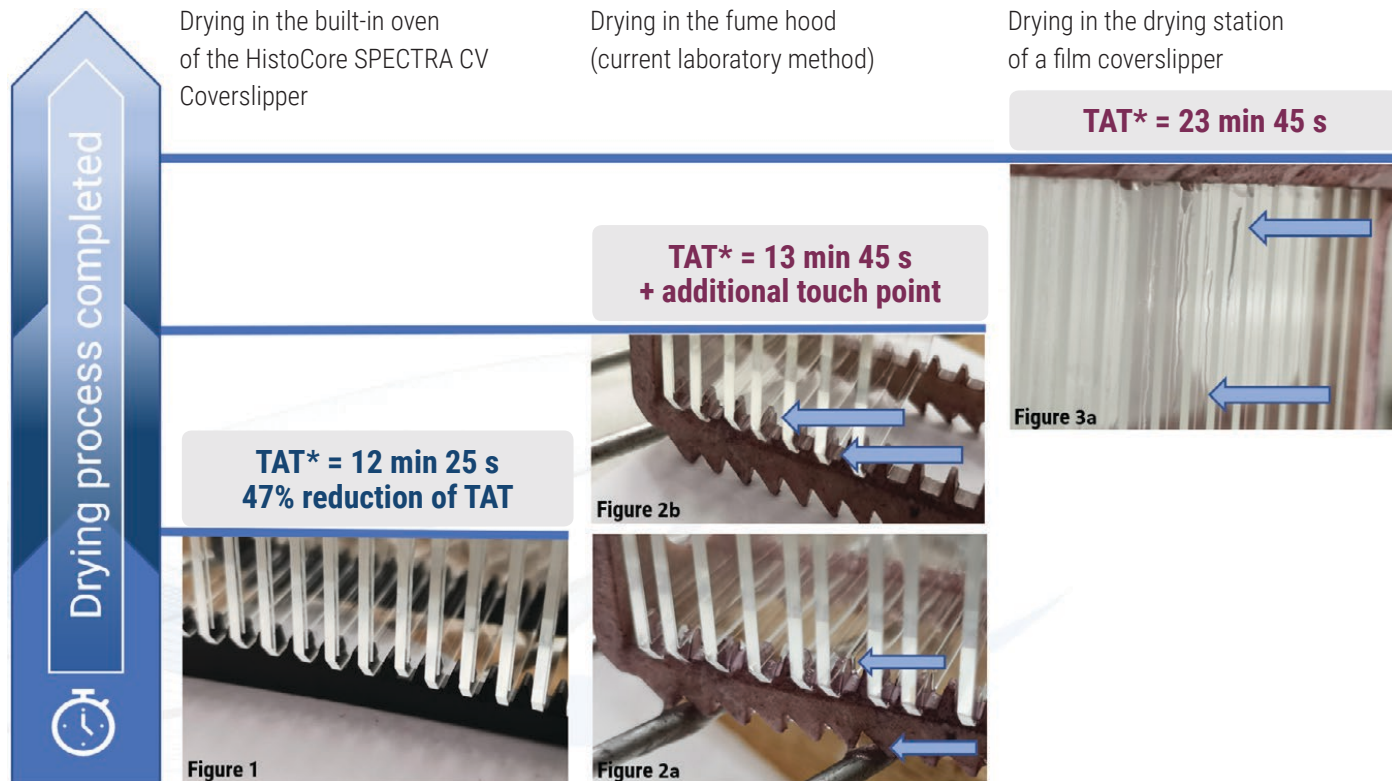 Drying in the built-in oven
of the HistoCore SPECTRA CV
Coverslipper
Drying in the fume hood
(current laboratory method)
Drying in the drying station
of a film coverslipper
TAT* = 23 min 45 s
TAT* = 13 min 45 s
+ additional touch point
TAT* = 12 min 25 s
47% reduction of TAT
Drying process completed
Figure 3a
Figure 2b
Figure 1
Figure 2a